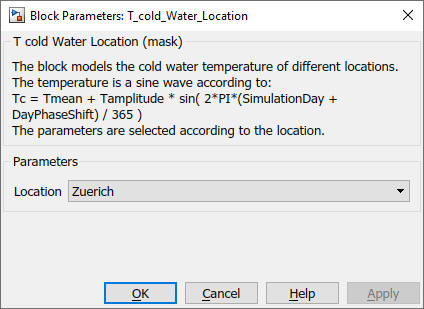 Block Parameters: T_cold_Water_Location
T cold Water Location (mask)
The block models the cold water temperature of different locations.
The temperature is a sine wave according to:
Tc = Tmean + Tamplitude * sin( 2*PI*(SimulationDay +
DayPhaseShift) / 365 )
The parameters are selected according to the location.
Parameters
Location Zuerich
OK Cancel Help Apply